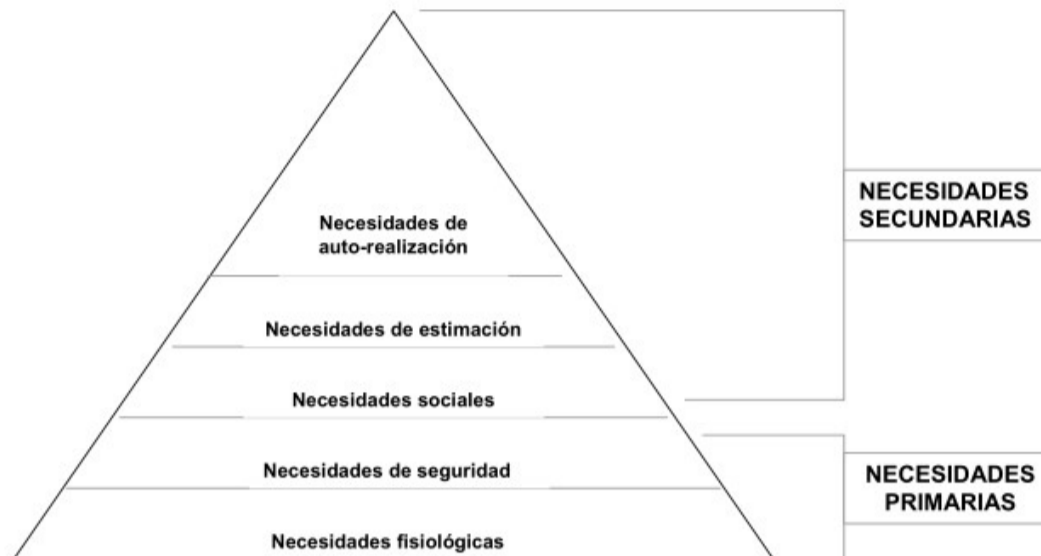 Necesidades de
auto-realización
Necesidades de estimación
Necesidades sociales
Necesidades de seguridad
Necesidades fisiológicas
NECESIDADES
SECUNDARIAS
NECESIDADES
PRIMARIAS